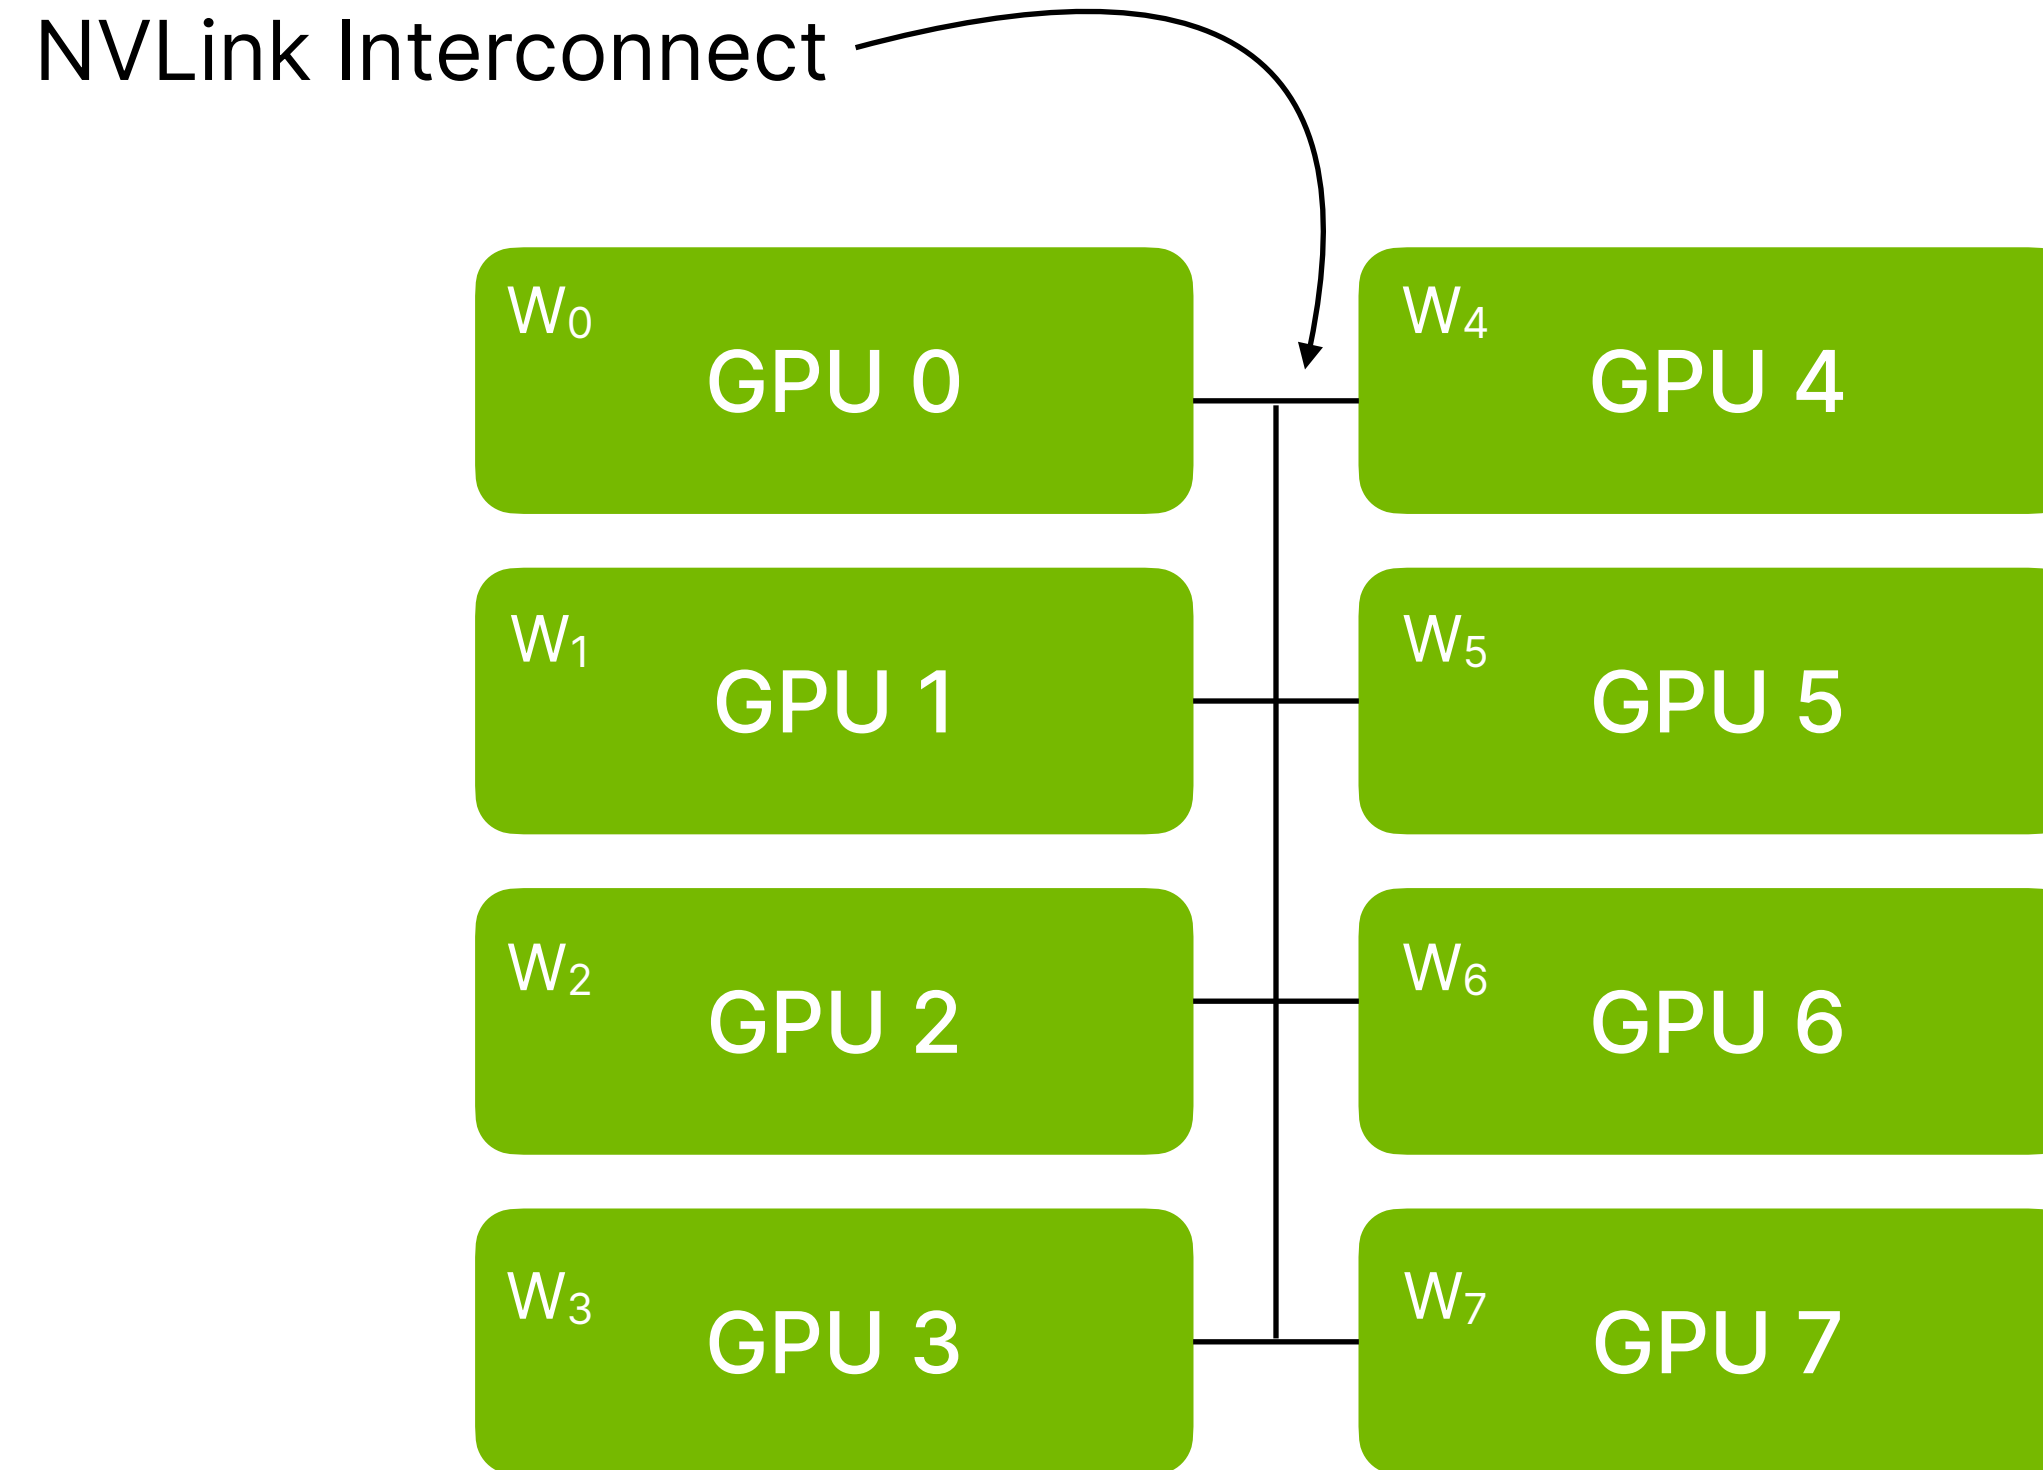 NVLink Interconnect
W₀
GPU 0
W₄
GPU 4
W₁
GPU 1
W₅
GPU 5
W₂
GPU 2
W₆
GPU 6
W₃
GPU 3
W₇
GPU 7